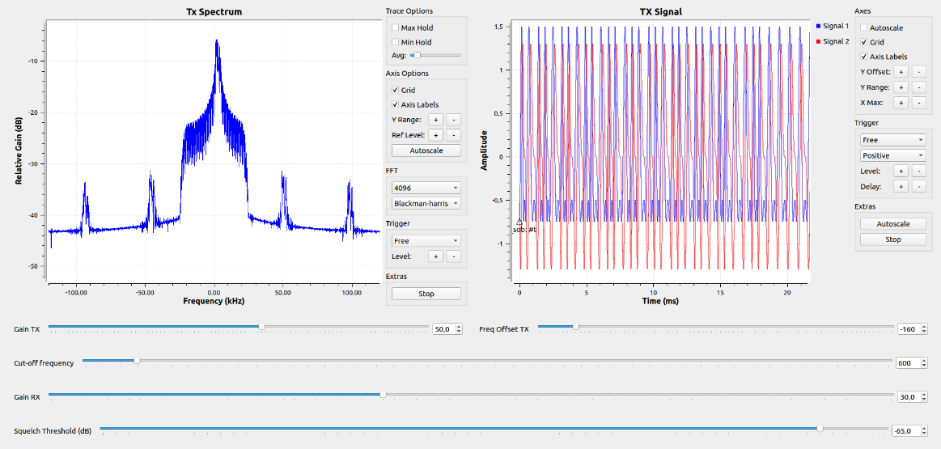 Tx Spectrum
Relative Gain (dB)
-10
-20
-30
-40
-50
-100.00 -50.00 0.00 50.00 100.00
Frequency (kHz)
Trace Options
Max Hold
Min Hold
Avg:
Axis Options
Grid
Axis Labels
Y Range: + -
Ref Level: + -
Autoscale
FFT
4096
Blackman-harris
Trigger
Free
Level: + -
Extras
Stop
TX Signal
Amplitude
1,5
1
0,5
0
-0,5
-1
sob: #t
0 5 10 15 20
Time (ms)
Signal 1
Signal 2
Axes
Autoscale
Grid
Axis Labels
Y Offset: + -
Y Range: + -
X Max: + -
Trigger
Free
Positive
Level: + -
Delay: + -
Extras
Autoscale
Stop
Gain TX 50,0
Freq Offset TX -160
Cut-off frequency 600
Gain RX 30,0
Squelch Threshold (dB) -65,0